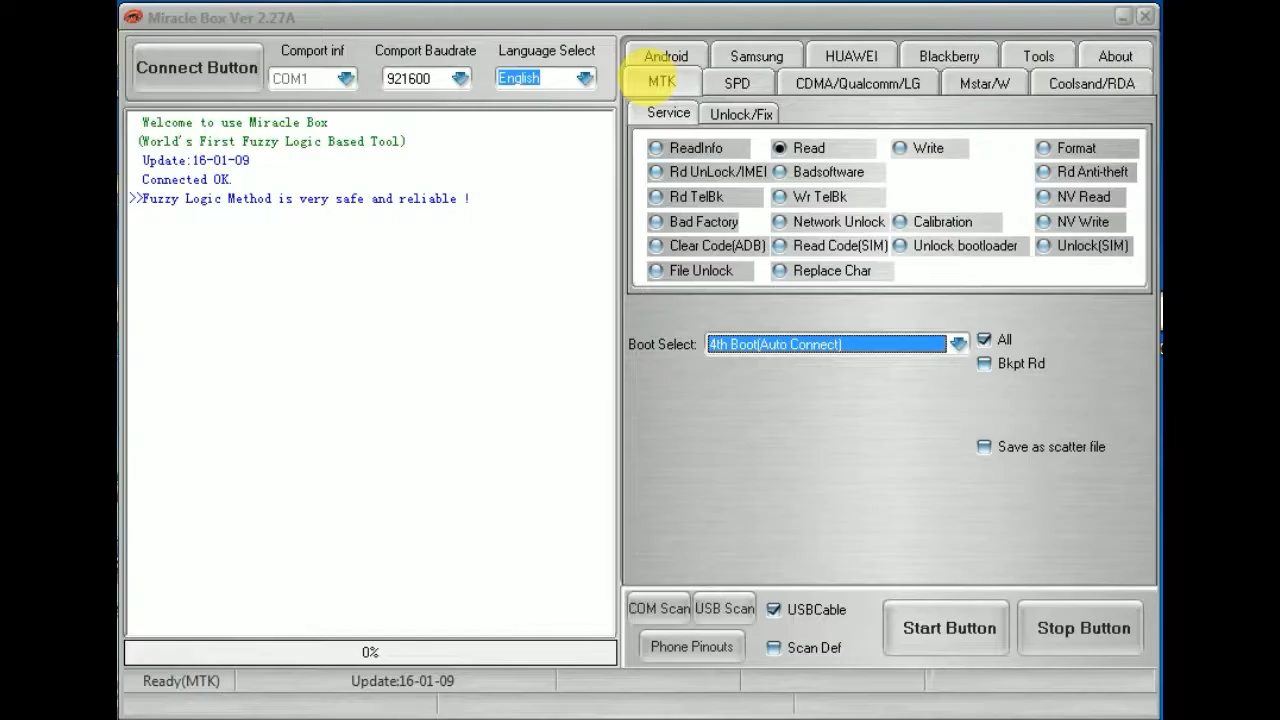 Miracle Box Ver 2.27A
Connect Button
Comport inf
COM1
Comport Baudrate
921600
Language Select
English
Welcome to use Miracle Box
(World's First Fuzzy Logic Based Tool)
Update:16-01-09
Connected OK.
>>Fuzzy Logic Method is very safe and reliable !
0%
Android Samsung HUAWEI Blackberry Tools About
MTK SPD CDMA/Qualcomm/LG Mstar/W Coolsand/RDA
Service Unlock/Fix
ReadInfo Read Write Format
Rd UnLock/IMEI Badsoftware Rd Anti-theft
Rd TelBk Wr TelBk NV Read
Bad Factory Network Unlock Calibration NV Write
Clear Code(ADB) Read Code(SIM) Unlock bootloader Unlock(SIM)
File Unlock Replace Char
Boot Select: 4th Boot(Auto Connect) All
Bkpt Rd
Save as scatter file
COM Scan USB Scan USBCable
Phone Pinouts Scan Def
Start Button Stop Button
Ready(MTK) Update:16-01-09